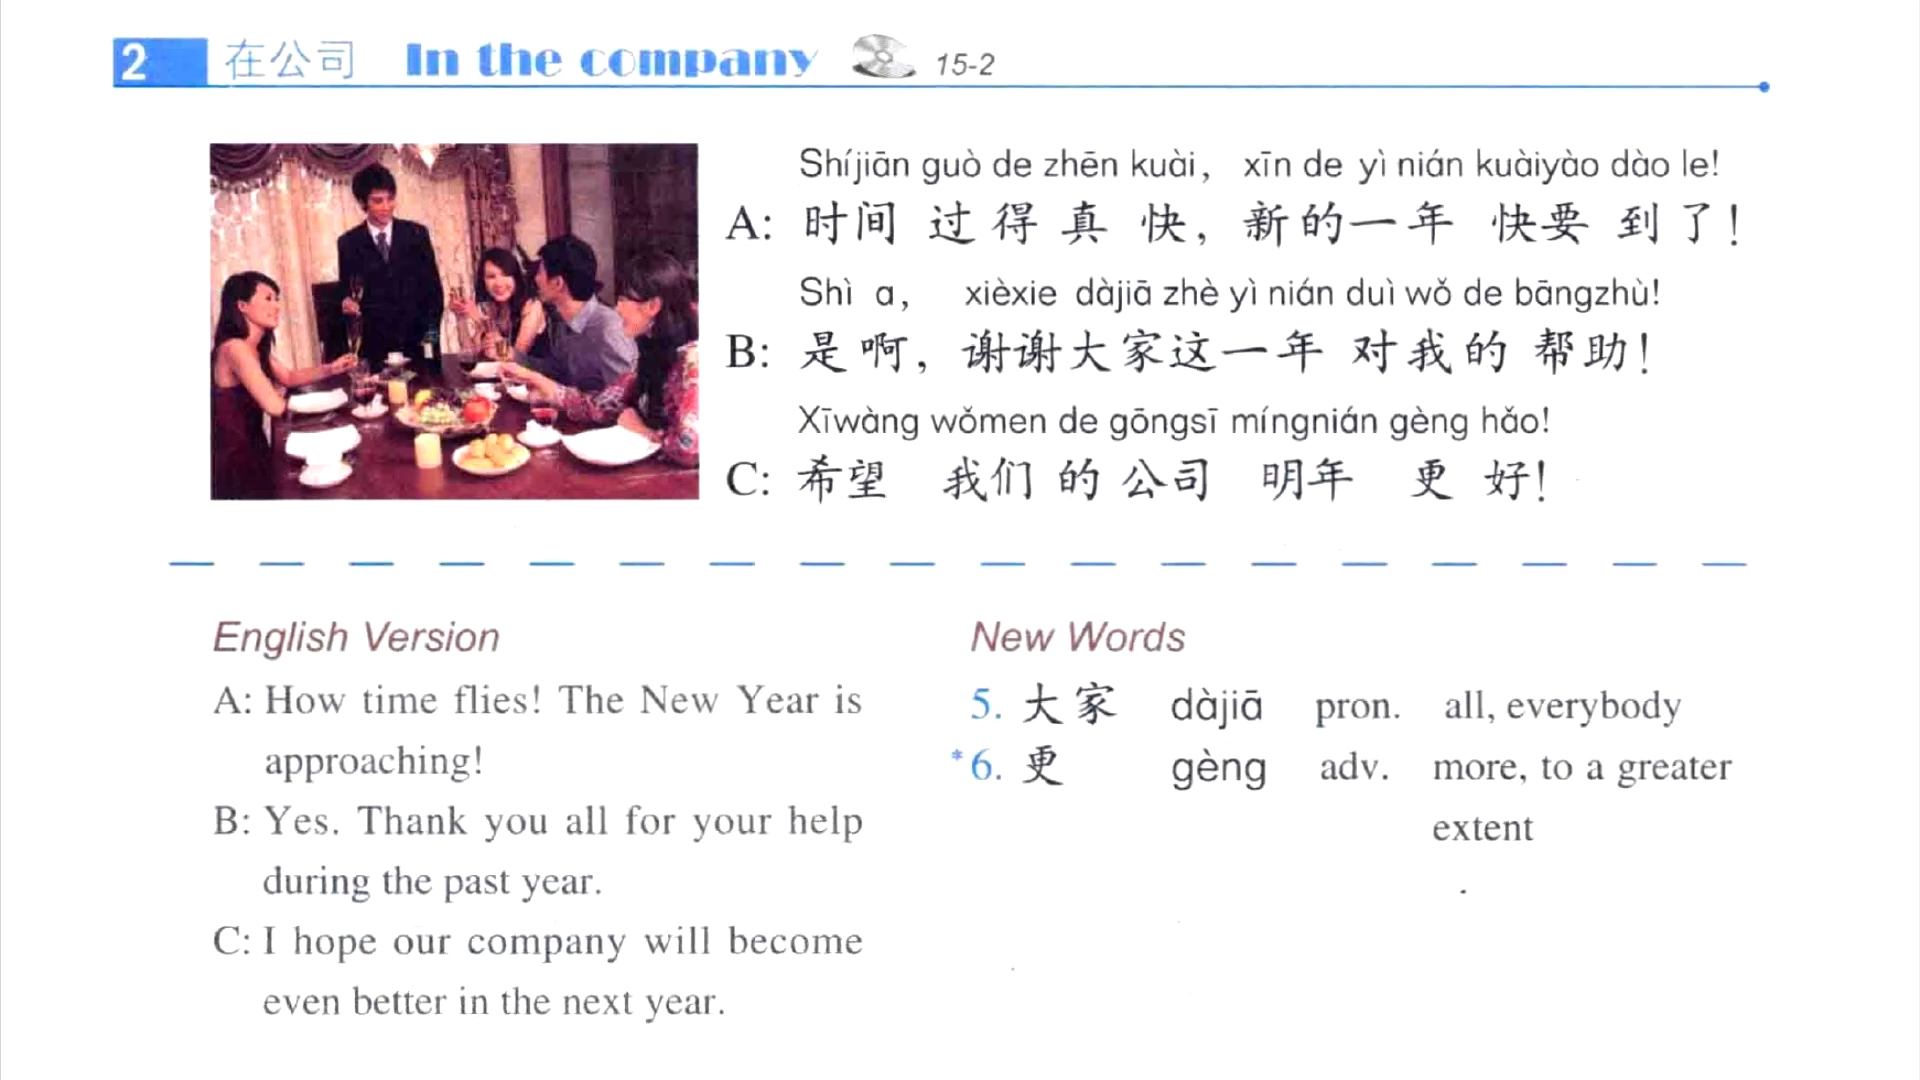 2 在公司 In the company 15-2
Shíjiān guò de zhēn kuài, xīn de yì nián kuàiyào dào le!
A: 时间过得真快，新的一年快要到了！
Shì a, xièxie dàjiā zhè yì nián duì wǒ de bāngzhù!
B: 是啊，谢谢大家这一年对我的帮助！
Xīwàng wǒmen de gōngsī míngnián gèng hǎo!
C: 希望我们的公司明年更好！
English Version
A: How time flies! The New Year is
approaching!
B: Yes. Thank you all for your help
during the past year.
C: I hope our company will become
even better in the next year.
New Words
5. 大家 dàjiā pron. all, everybody
*6. 更 gèng adv. more, to a greater
extent